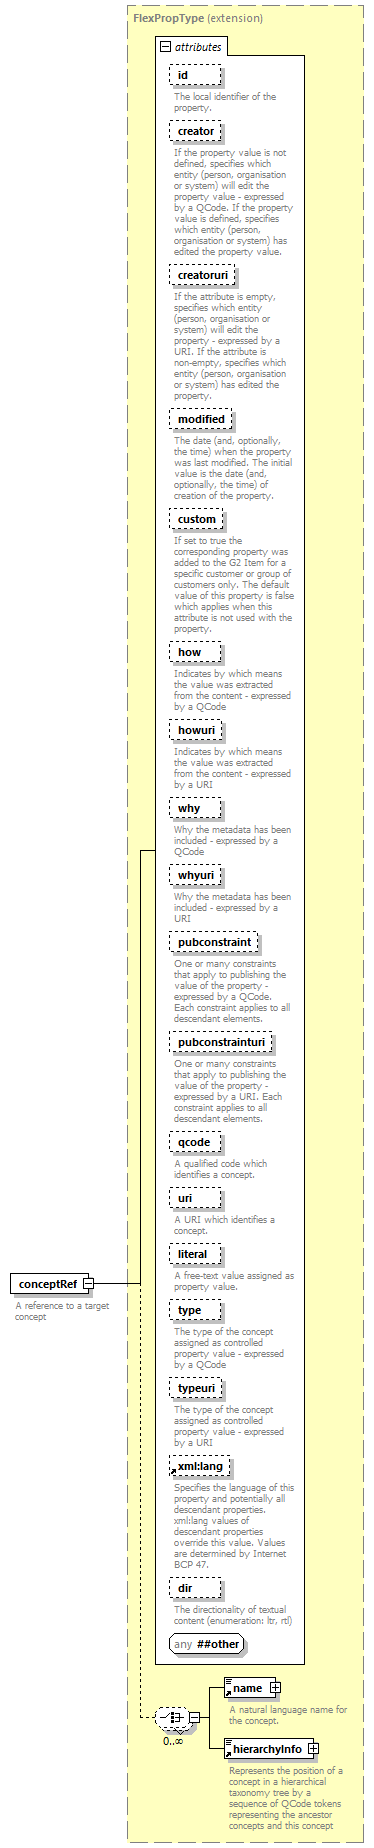 FlexPropType (extension)
attributes
id
The local identifier of the
property.
creator
If the property value is not
defined, specifies which
entity (person, organisation
or system) will edit the
property value - expressed
by a QCode. If the property
value is defined, specifies
which entity (person,
organisation or system) has
edited the property value.
creatoruri
If the attribute is empty,
specifies which entity
(person, organisation or
system) will edit the
property - expressed by a
URI. If the attribute is
non-empty, specifies which
entity (person, organisation
or system) has edited the
property.
modified
The date (and, optionally,
the time) when the property
was last modified. The initial
value is the date (and,
optionally, the time) of
creation of the property.
custom
If set to true the
corresponding property was
added to the G2 Item for a
specific customer or group of
customers only. The default
value of this property is false
which applies when this
attribute is not used with the
property.
how
Indicates by which means
the value was extracted
from the content - expressed
by a QCode
howuri
Indicates by which means
the value was extracted
from the content - expressed
by a URI
why
Why the metadata has been
included - expressed by a
QCode
whyuri
Why the metadata has been
included - expressed by a
URI
pubconstraint
One or many constraints
that apply to publishing the
value of the property -
expressed by a QCode.
Each constraint applies to all
descendant elements.
pubconstrainturi
One or many constraints
that apply to publishing the
value of the property -
expressed by a URI. Each
constraint applies to all
descendant elements.
qcode
A qualified code which
identifies a concept.
uri
A URI which identifies a
concept.
literal
A free-text value assigned as
property value.
type
The type of the concept
assigned as controlled
property value - expressed
by a QCode
typeuri
The type of the concept
assigned as controlled
property value - expressed
by a URI
xml:lang
Specifies the language of this
property and potentially all
descendant properties.
xml:lang values of
descendant properties
override this value. Values
are determined by Internet
BCP 47.
dir
The directionality of textual
content (enumeration: ltr, rtl)
any ##other
conceptRef
A reference to a target
concept
0..∞
name
A natural language name for
the concept.
hierarchyInfo
Represents the position of a
concept in a hierarchical
taxonomy tree by a
sequence of QCode tokens
representing the ancestor
concepts and this concept